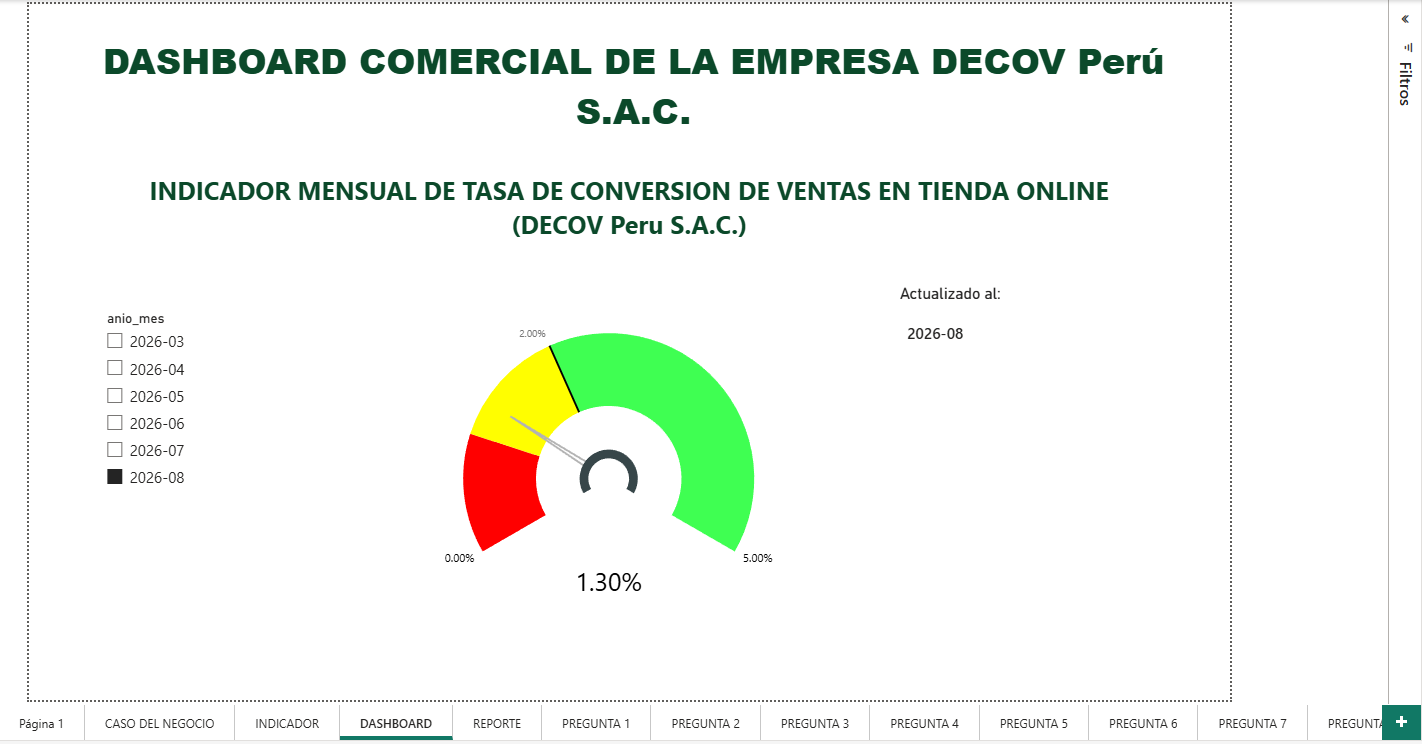 DASHBOARD COMERCIAL DE LA EMPRESA DECOV Perú
S.A.C.
INDICADOR MENSUAL DE TASA DE CONVERSION DE VENTAS EN TIENDA ONLINE
(DECOV Peru S.A.C.)
Actualizado al:
2026-08
anio_mes
2026-03
2026-04
2026-05
2026-06
2026-07
2026-08
2.00%
0.00%
5.00%
1.30%
Filtros
Página 1
CASO DEL NEGOCIO
INDICADOR
DASHBOARD
REPORTE
PREGUNTA 1
PREGUNTA 2
PREGUNTA 3
PREGUNTA 4
PREGUNTA 5
PREGUNTA 6
PREGUNTA 7
PREGUNTA